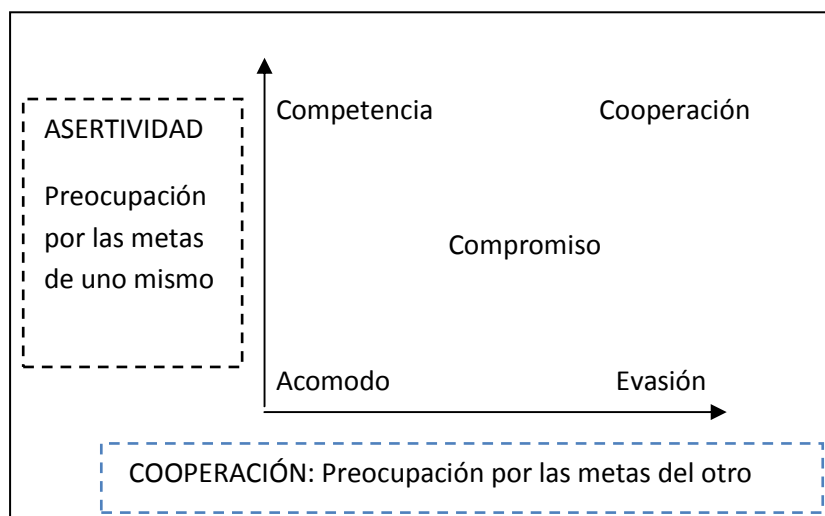 ASERTIVIDAD
Preocupación
por las metas
de uno mismo
Competencia
Cooperación
Compromiso
Acomodo
Evasión
COOPERACIÓN: Preocupación por las metas del otro